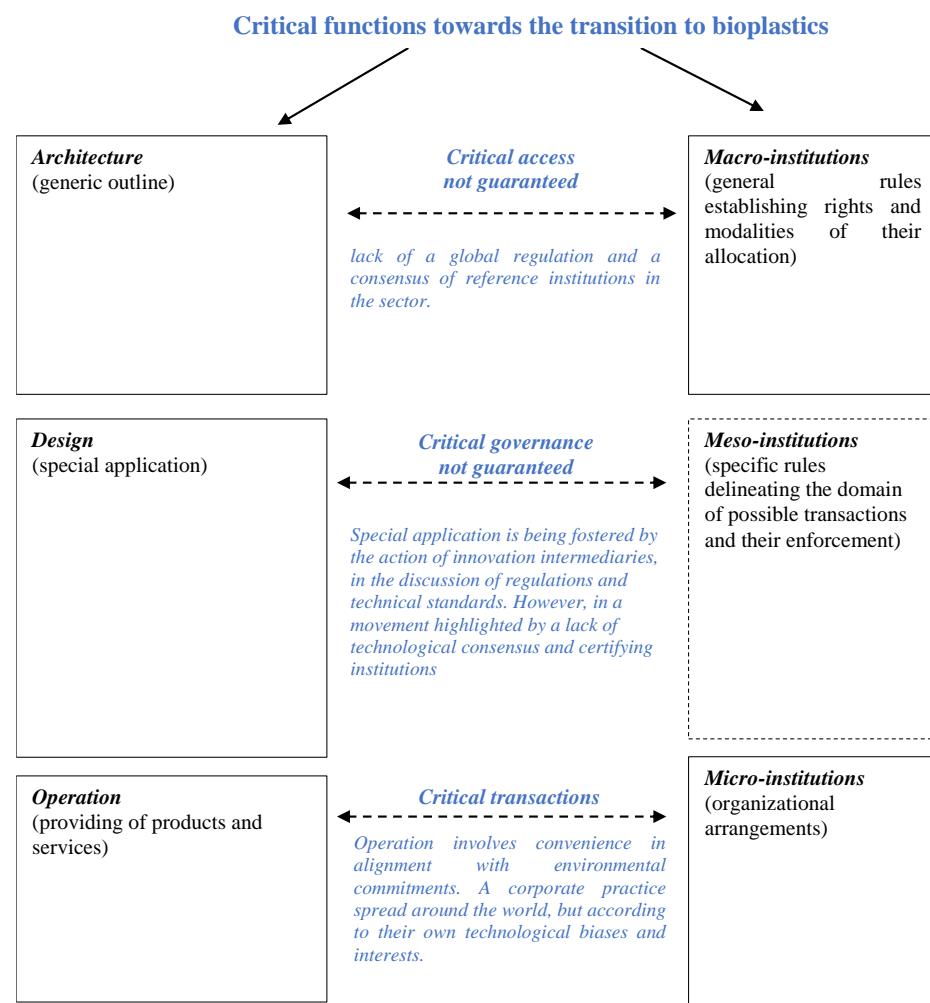 Critical functions towards the transition to bioplastics
Architecture
(generic outline)
Critical access
not guaranteed
lack of a global regulation and a
consensus of reference institutions in
the sector.
Macro-institutions
(general rules
establishing rights and
modalities of their
allocation)
Design
(special application)
Critical governance
not guaranteed
Special application is being fostered by
the action of innovation intermediaries,
in the discussion of regulations and
technical standards. However, in a
movement highlighted by a lack of
technological consensus and certifying
institutions
Meso-institutions
(specific rules
delineating the domain
of possible transactions
and their enforcement)
Operation
(providing of products and
services)
Critical transactions
Operation involves convenience in
alignment with environmental
commitments. A corporate practice
spread around the world, but according
to their own technological biases and
interests.
Micro-institutions
(organizational
arrangements)